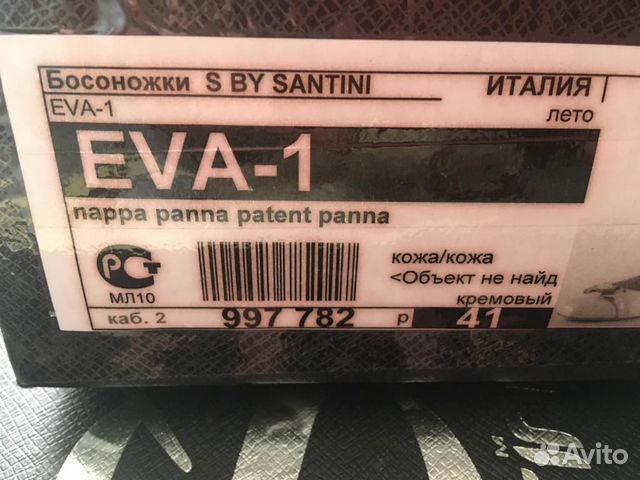 Босоножки S BY SANTINI ИТАЛИЯ
EVA-1 лето
EVA-1
nappa panna patent panna
РСТ
МЛ10
кожа/кожа
<Объект не найд
кремовый
каб. 2 997 782 р 41
Avito